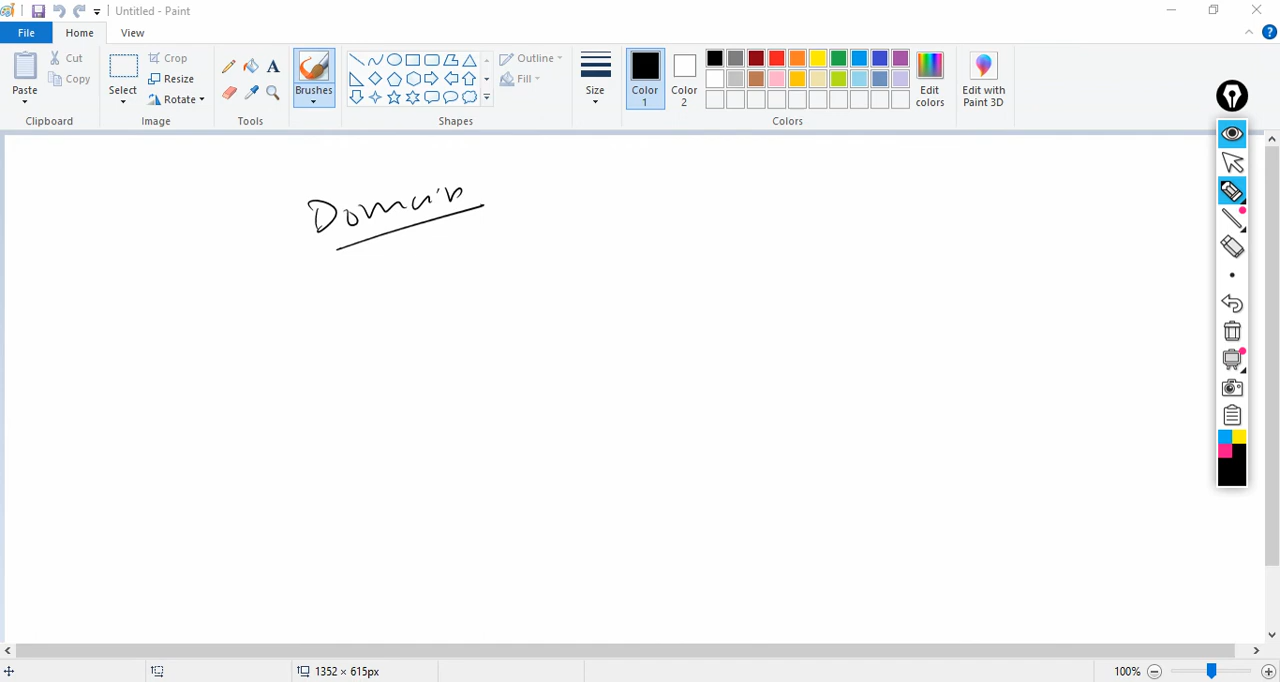 Untitled - Paint
File Home View
Paste
Cut
Copy
Clipboard
Select
Crop
Resize
Rotate
Image
A
Tools
Brushes
Outline
Fill
Shapes
Size
Color 1
Color 2
Edit colors
Edit with Paint 3D
Colors
Domain
1352 × 615px
100%